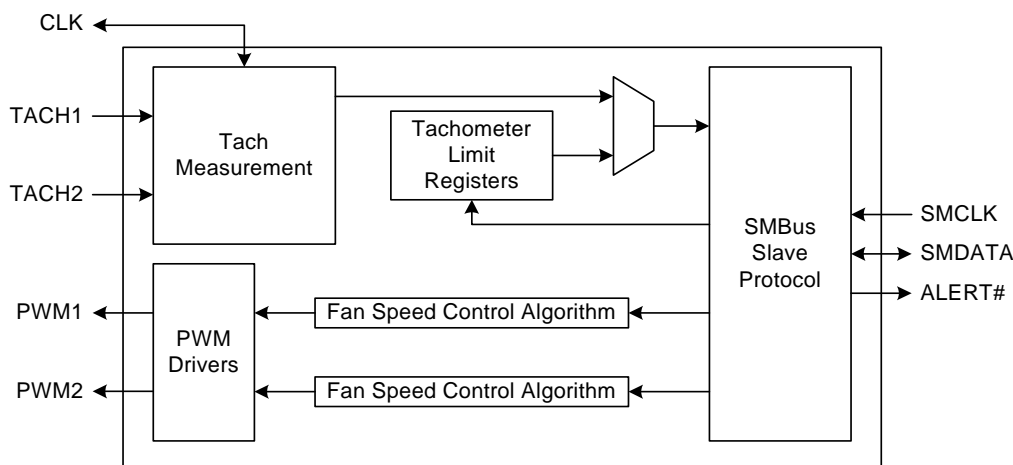 CLK
TACH1
TACH2
Tach
Measurement
Tachometer
Limit
Registers
SMBus
Slave
Protocol
SMCLK
SMDATA
ALERT#
PWM1
PWM2
PWM
Drivers
Fan Speed Control Algorithm
Fan Speed Control Algorithm